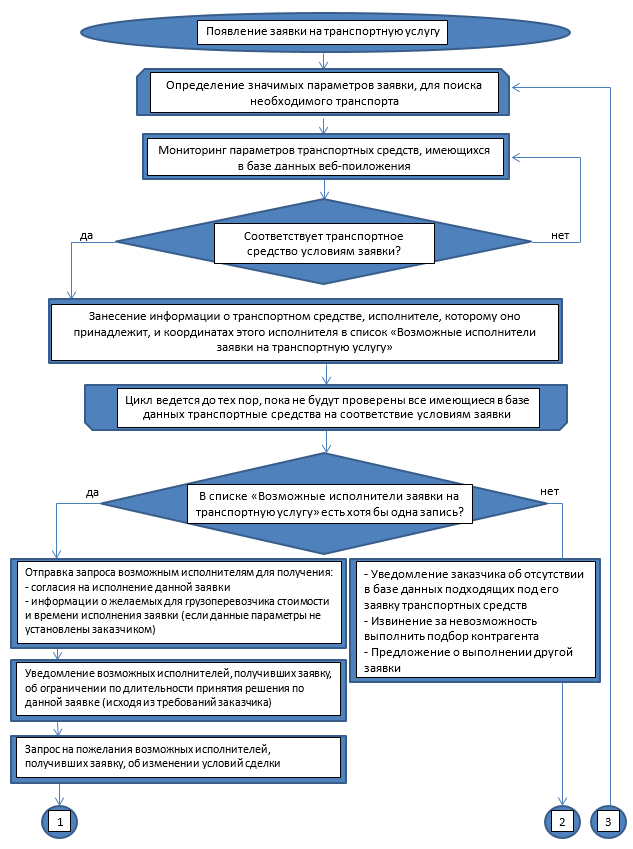 Появление заявки на транспортную услугу
Определение значимых параметров заявки, для поиска
необходимого транспорта
Мониторинг параметров транспортных средств, имеющихся
в базе данных веб-приложения
Соответствует транспортное
средство условиям заявки?
да
нет
Занесение информации о транспортном средстве, исполнителе, которому оно
принадлежит, и координатах этого исполнителя в список «Возможные исполнители
заявки на транспортную услугу»
Цикл ведется до тех пор, пока не будут проверены все имеющиеся в базе
данных транспортные средства на соответствие условиям заявки
В списке «Возможные исполнители заявки на
транспортную услугу» есть хотя бы одна запись?
да
нет
Отправка запроса возможным исполнителям для получения:
- согласия на исполнение данной заявки
- информации о желаемых для грузоперевозчика стоимости
и времени исполнения заявки (если данные параметры не
установлены заказчиком)
- Уведомление заказчика об отсутствии
в базе данных подходящих под его
заявку транспортных средств
- Извинение за невозможность
выполнить подбор контрагента
- Предложение о выполнении другой
заявки
Уведомление возможных исполнителей, получивших заявку,
об ограничении по длительности принятия решения по
данной заявке (исходя из требований заказчика)
Запрос на пожелания возможных исполнителей,
получивших заявку, об изменении условий сделки
1
2
3